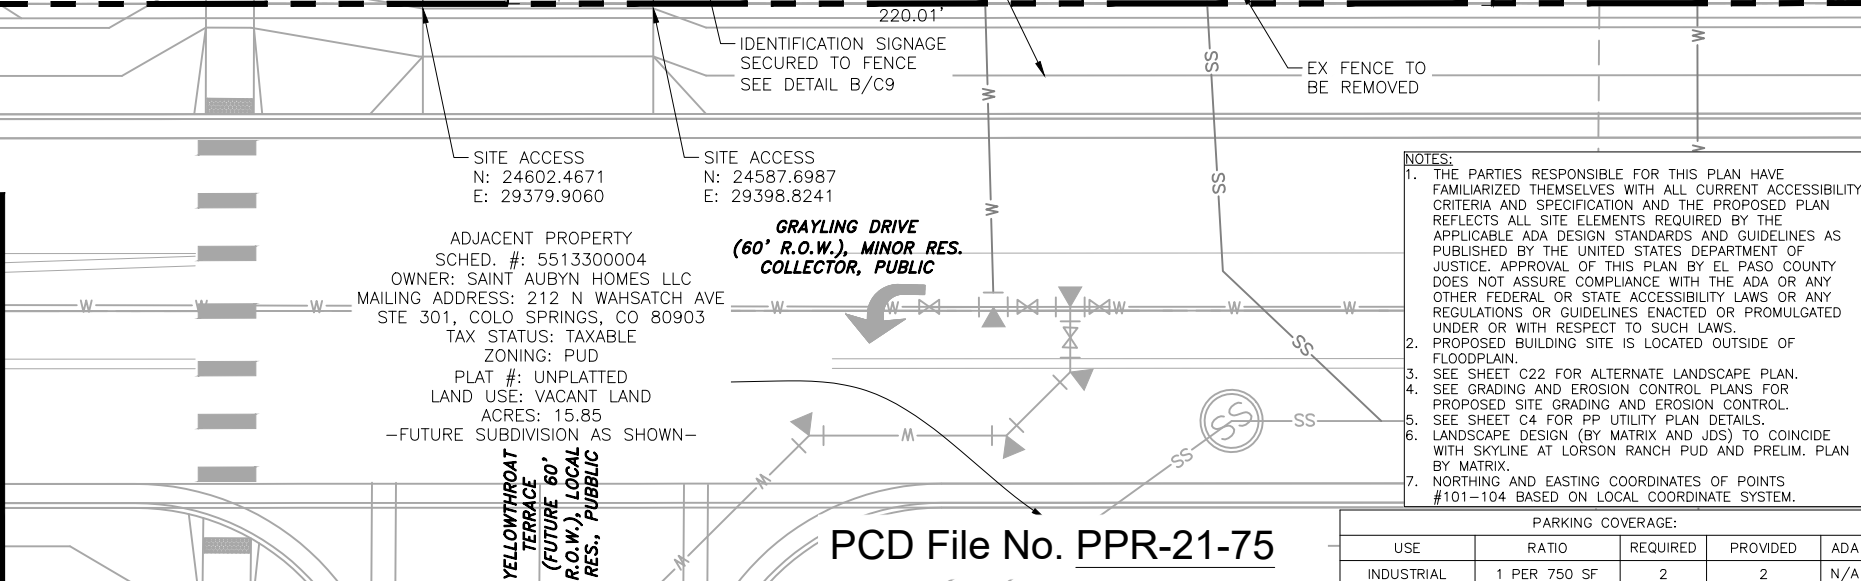 220.01'
IDENTIFICATION SIGNAGE
SECURED TO FENCE
SEE DETAIL B/C9
EX FENCE TO
BE REMOVED
SITE ACCESS
N: 24602.4671
E: 29379.9060
SITE ACCESS
N: 24587.6987
E: 29398.8241
GRAYLING DRIVE
(60' R.O.W.), MINOR RES.
COLLECTOR, PUBLIC
ADJACENT PROPERTY
SCHED. #: 5513300004
OWNER: SAINT AUBYN HOMES LLC
MAILING ADDRESS: 212 N WAHSATCH AVE
STE 301, COLO SPRINGS, CO 80903
TAX STATUS: TAXABLE
ZONING: PUD
PLAT #: UNPLATTED
LAND USE: VACANT LAND
ACRES: 15.85
-FUTURE SUBDIVISION AS SHOWN-
YELLOWTHROAT
TERRACE
(FUTURE 60'
R.O.W.), LOCAL
RES., PUBBLIC
W
W
W
W
W
W
W
W
W
W
W
W
W
W
SS
SS
SS
SS
SS
SS
NOTES:
1. THE PARTIES RESPONSIBLE FOR THIS PLAN HAVE
FAMILIARIZED THEMSELVES WITH ALL CURRENT ACCESSIBILITY
CRITERIA AND SPECIFICATION AND THE PROPOSED PLAN
REFLECTS ALL SITE ELEMENTS REQUIRED BY THE
APPLICABLE ADA DESIGN STANDARDS AND GUIDELINES AS
PUBLISHED BY THE UNITED STATES DEPARTMENT OF
JUSTICE. APPROVAL OF THIS PLAN BY EL PASO COUNTY
DOES NOT ASSURE COMPLIANCE WITH THE ADA OR ANY
OTHER FEDERAL OR STATE ACCESSIBILITY LAWS OR ANY
REGULATIONS OR GUIDELINES ENACTED OR PROMULGATED
UNDER OR WITH RESPECT TO SUCH LAWS.
2. PROPOSED BUILDING SITE IS LOCATED OUTSIDE OF
FLOODPLAIN.
3. SEE SHEET C22 FOR ALTERNATE LANDSCAPE PLAN.
4. SEE GRADING AND EROSION CONTROL PLANS FOR
PROPOSED SITE GRADING AND EROSION CONTROL.
5. SEE SHEET C4 FOR PP UTILITY PLAN DETAILS.
6. LANDSCAPE DESIGN (BY MATRIX AND JDS) TO COINCIDE
WITH SKYLINE AT LORSON RANCH PUD AND PRELIM. PLAN
BY MATRIX.
7. NORTHING AND EASTING COORDINATES OF POINTS
#101-104 BASED ON LOCAL COORDINATE SYSTEM.
PCD File No. PPR-21-75
PARKING COVERAGE:
USE RATIO REQUIRED PROVIDED ADA
INDUSTRIAL 1 PER 750 SF 2 2 N/A